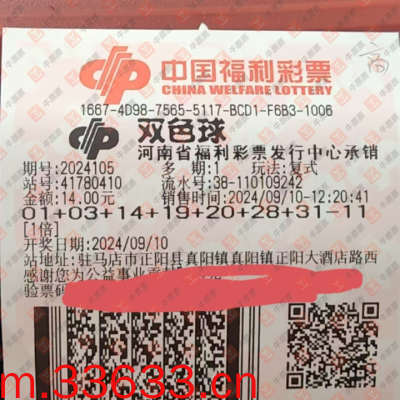 中国福利彩票
CHINA WELFARE LOTTERY
1667-4D98-7565-5117-BCD1-F6B3-1006
双色球
河南省福利彩票发行中心承销
期号:2024105 多 期:1 玩法:复式
站号:41780410 流水号:38-110109242
金额:14.00元 销售时间:2024/09/10-12:20:41
01+03+14+19+20+28+31-11
[1倍]
开奖日期:2024/09/10
站地址:驻马店市正阳县真阳镇真阳镇正阳大酒店路西
感谢您为公益事业贡献
验票码
m.33633.cn